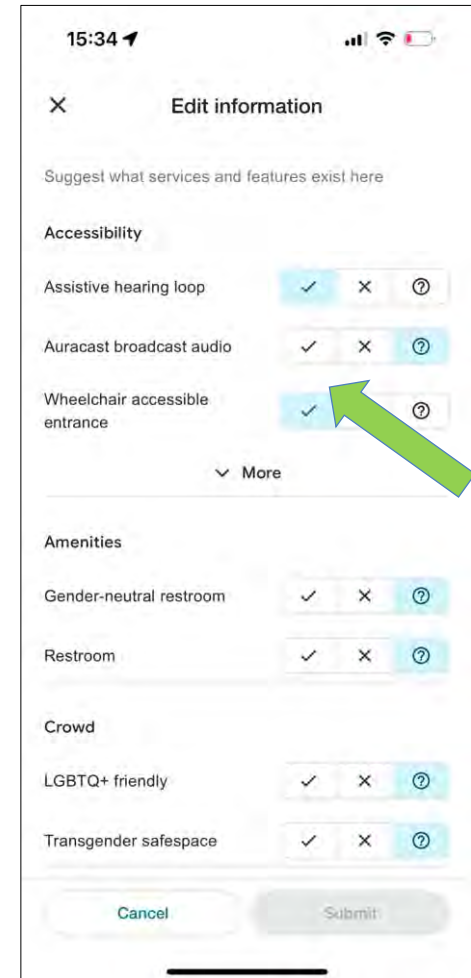 15:34
Edit information
Suggest what services and features exist here
Accessibility
Assistive hearing loop
Auracast broadcast audio
Wheelchair accessible
entrance
More
Amenities
Gender-neutral restroom
Restroom
Crowd
LGBTQ+ friendly
Transgender safespace
Cancel
Submit